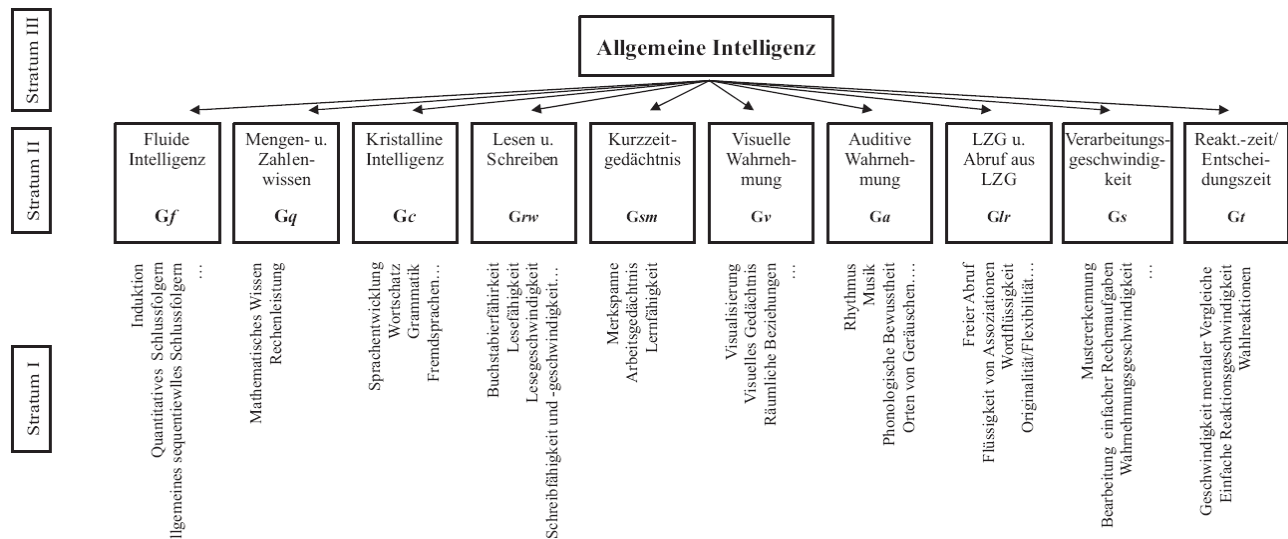 Stratum III
Allgemeine Intelligenz
Stratum II
Fluide
Intelligenz
Gf
Mengen- u.
Zahlen-
wissen
Gq
Kristalline
Intelligenz
Gc
Lesen u.
Schreiben
Grw
Kurzzeit-
gedächtnis
Gsm
Visuelle
Wahrneh-
mung
Gv
Auditive
Wahrneh-
mung
Ga
LZG u.
Abruf aus
LZG
Glr
Verarbeitungs-
geschwindig-
keit
Gs
Reakt.-zeit/
Entschei-
dungszeit
Gt
Stratum I
Induktion
Quantitatives Schlussfolgern
llgemeines sequentiewlles Schlussfolgern
…
Mathematisches Wissen
Rechenleistung
Sprachentwicklung
Wortschatz
Grammatik
Fremdsprachen…
Buchstabierfähirkeit
Lesefähigkeit
Lesegeschwindigkeit
Schreibfähigkeit und -geschwindigkeit…
Merkspanne
Arbeitsgedächtnis
Lernfähigkeit
Visualisierung
Visuelles Gedächtnis
Räumliche Beziehungen
…
Rhythmus
Musik
Phonologische Bewusstheit
Orten von Geräuschen….
Freier Abruf
Flüssigkeit von Assoziationen
Wordflüssigkeit
Originalität/Flexibilität…
Mustererkennung
Bearbeitung einfacher Rechenaufgaben
Wahrnehmungsgeschwindigkeit
…
Geschwindigkeit mentaler Vergleiche
Einfache Reaktionsgeschwindigkeit
Wahlreaktionen